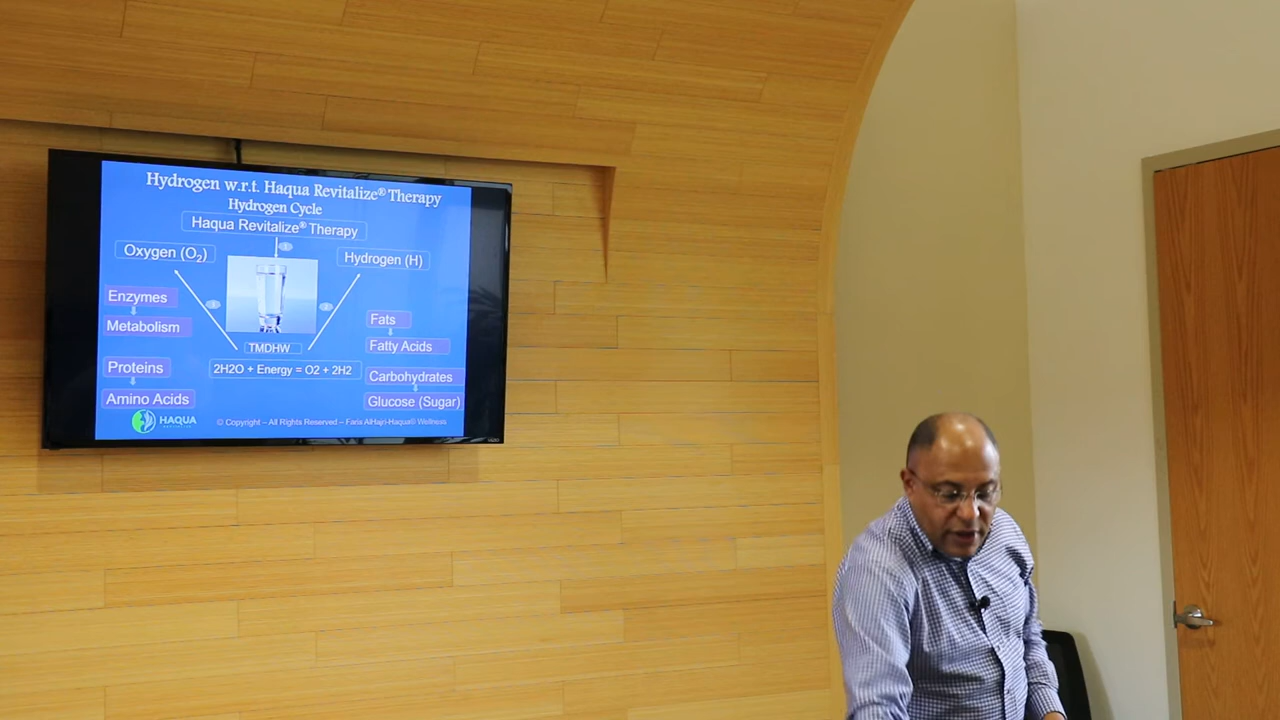 Hydrogen w.r.t. Haqua Revitalize® Therapy
Hydrogen Cycle
Haqua Revitalize® Therapy
1
Oxygen (O₂)
Hydrogen (H)
Enzymes
Metabolism
Fats
Fatty Acids
TMDHW
2H2O + Energy = O2 + 2H2
Proteins
Amino Acids
Carbohydrates
Glucose (Sugar)
HAQUA
© Copyright – All Rights Reserved – Faris AlHajri-Haqua® Wellness